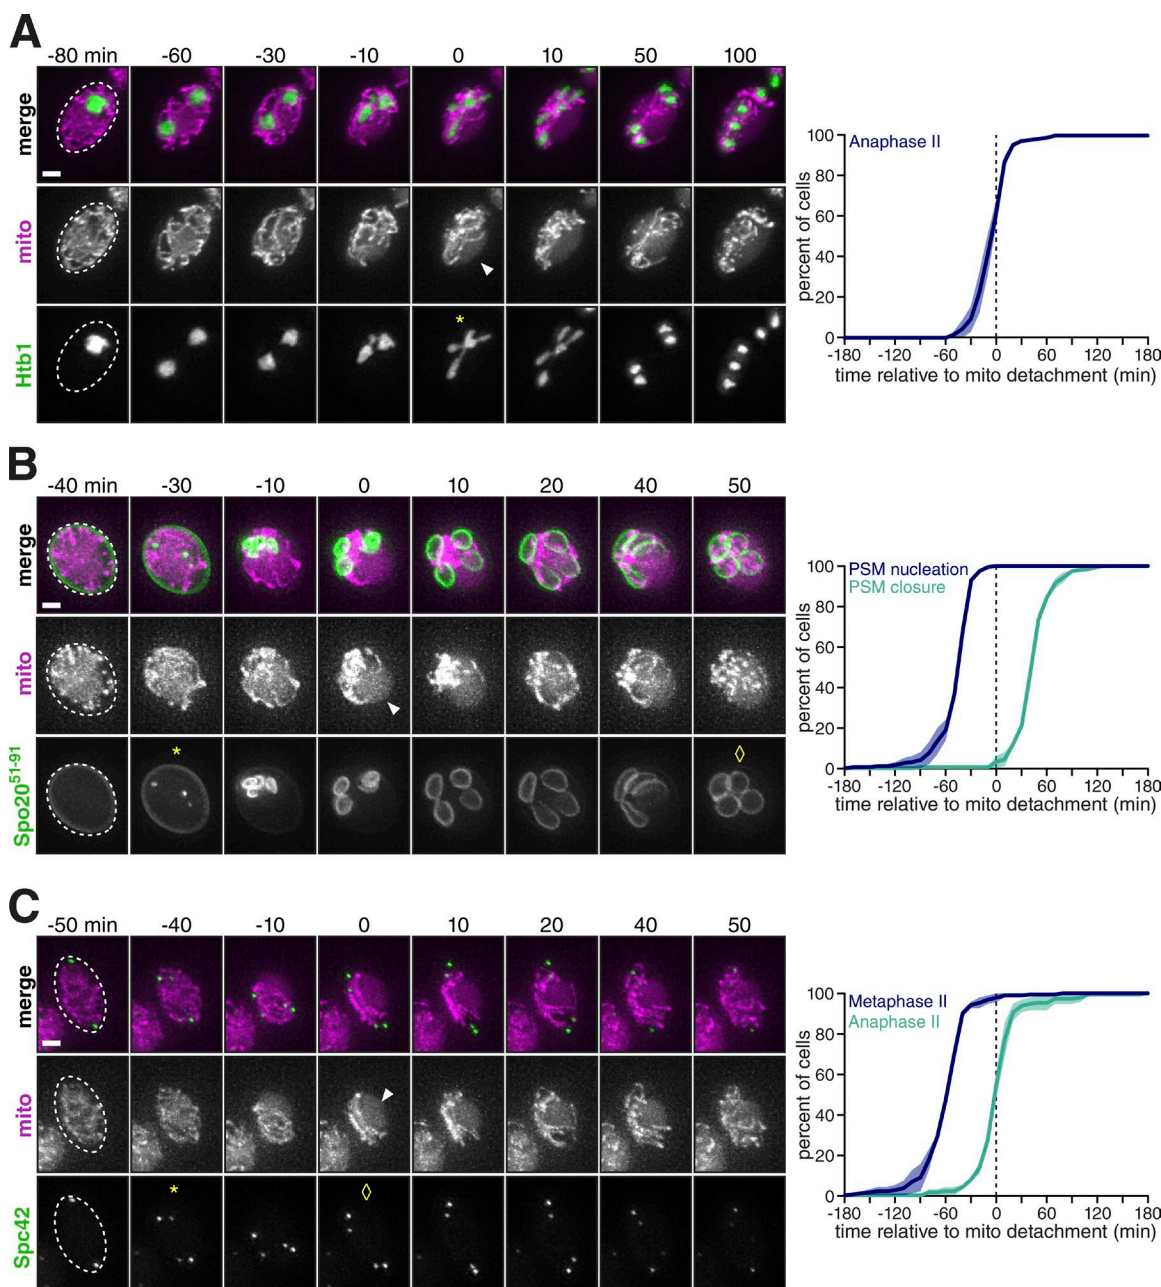 A
-80 min -60 -30 -10 0 10 50 100
merge
mito
Htb1
*
100
80
60
40
20
0
percent of cells
Anaphase II
-180 -120 -60 0 60 120 180
time relative to mito detachment (min)
B
-40 min -30 -10 0 10 20 40 50
merge
mito
Spo2051-91
* ◊
100
80
60
40
20
0
percent of cells
PSM nucleation
PSM closure
-180 -120 -60 0 60 120 180
time relative to mito detachment (min)
C
-50 min -40 -10 0 10 20 40 50
merge
mito
Spc42
* ◊
100
80
60
40
20
0
percent of cells
Metaphase II
Anaphase II
-180 -120 -60 0 60 120 180
time relative to mito detachment (min)